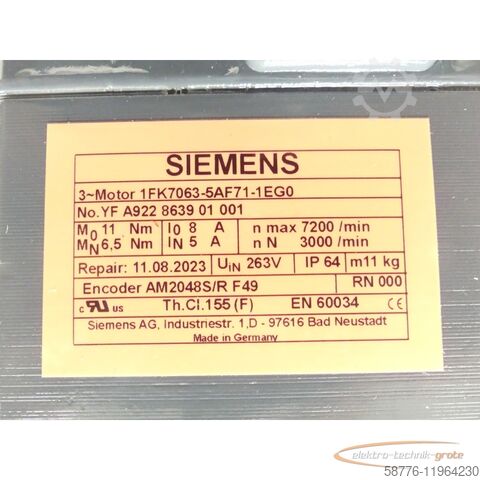 SIEMENS
3~Motor 1FK7063-5AF71-1EG0
No. YF A922 8639 01 001
M0 11 Nm I0 8 A n max 7200 /min
MN 6,5 Nm IN 5 A n N 3000 /min
Repair: 11.08.2023 UIN 263V IP 64 m11 kg
Encoder AM2048S/R F49 RN 000
c RU us Th.Cl.155 (F) EN 60034 CE
Siemens AG, Industriestr. 1,D - 97616 Bad Neustadt
Made in Germany
elektro-technik-grote
58776-11964230